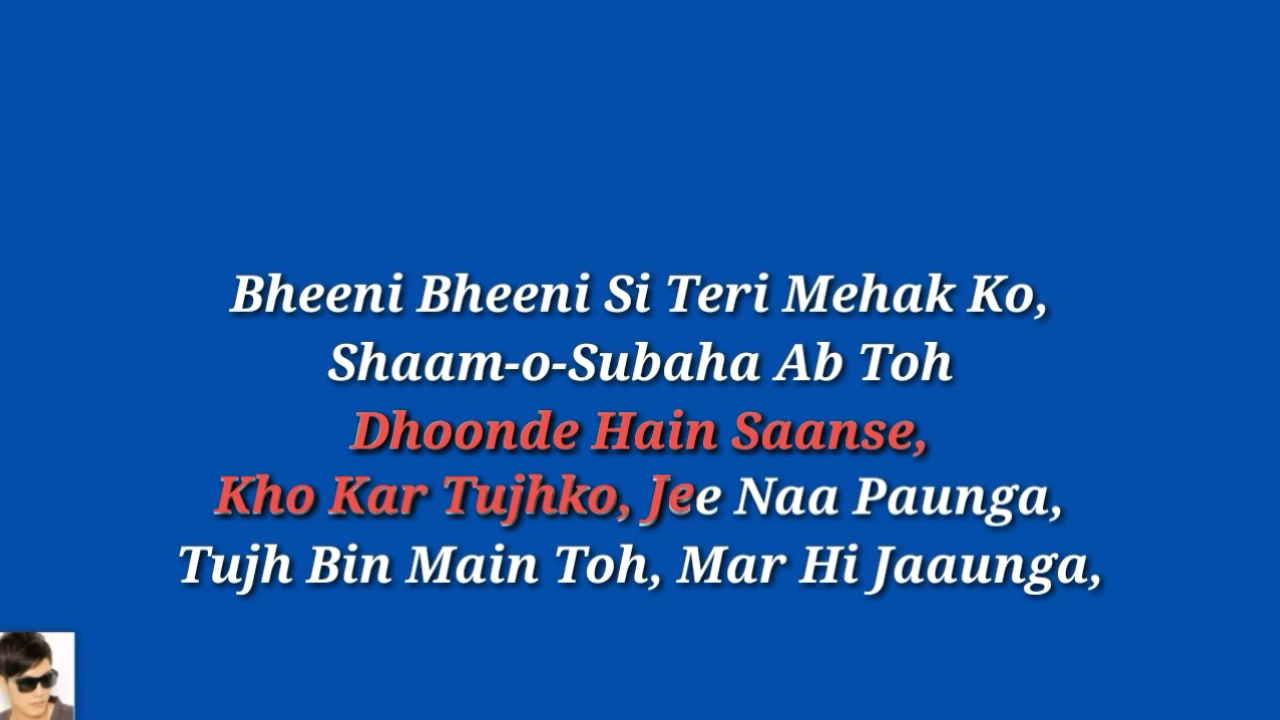 Bheeni Bheeni Si Teri Mehak Ko,
Shaam-o-Subaha Ab Toh
Dhoonde Hain Saanse,
Kho Kar Tujhko, Jee Naa Paunga,
Tujh Bin Main Toh, Mar Hi Jaaunga,